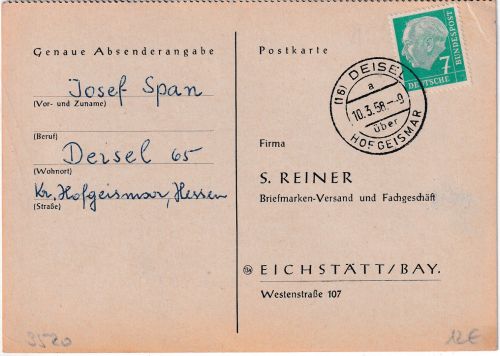 Genaue Absenderangabe
Josef Span
(Vor- und Zuname)
(Beruf)
Deisel 65
(Wohnort)
Kr. Hofgeismar, Hessen
(Straße)
3520
Postkarte
7
DEUTSCHE
BUNDESPOST
(16) DEISEL
a
10.3.58.-9
über
HOFGEISMAR
Firma
S. REINER
Briefmarken-Versand und Fachgeschäft
EICHSTÄTT/BAY.
Westenstraße 107
12€